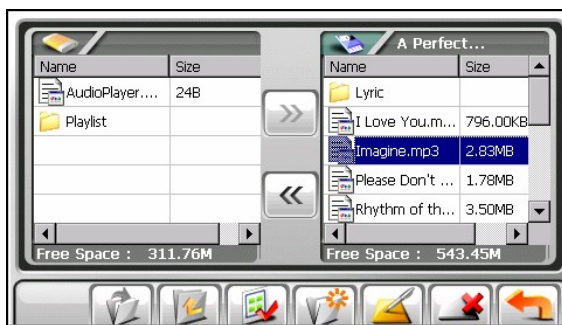 A Perfect...
Name Size
AudioPlayer.... 24B
Playlist
Free Space : 311.76M
Name Size
Lyric
I Love You.m... 796.00KB
Imagine.mp3 2.83MB
Please Don't ... 1.78MB
Rhythm of th... 3.50MB
Free Space : 543.45M